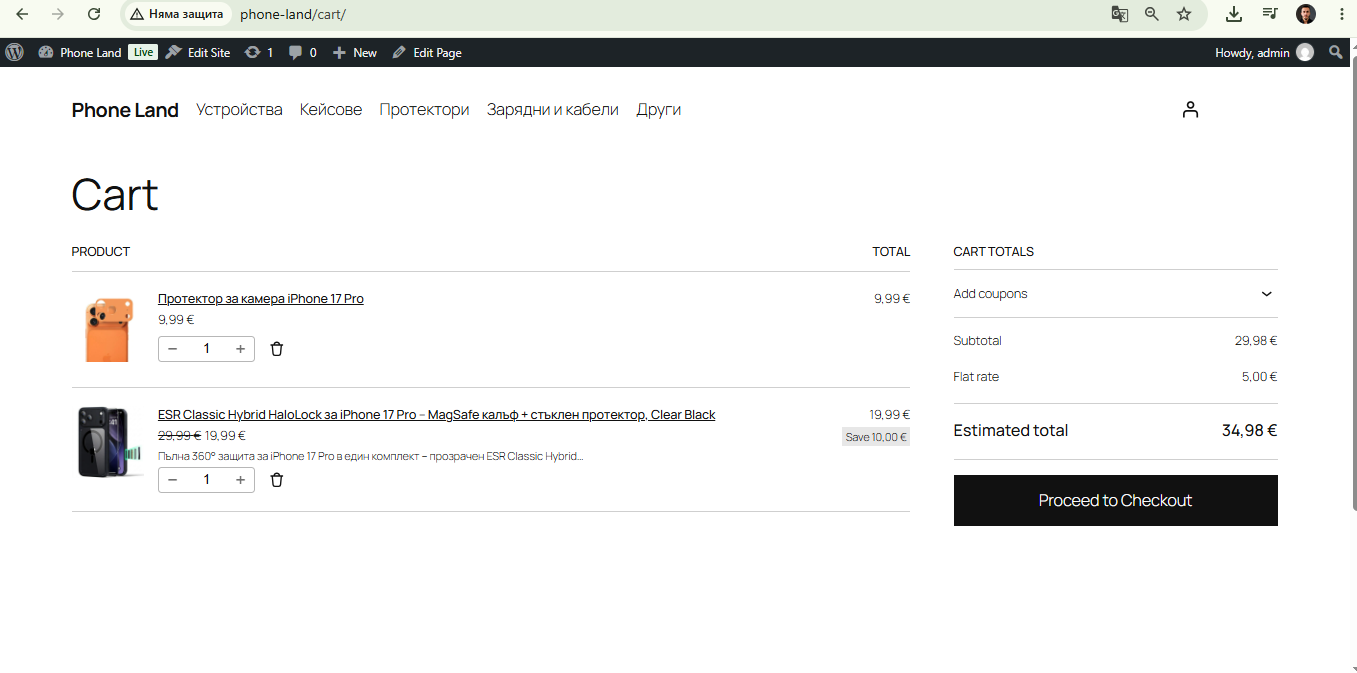 Няма защита phone-land/cart/
Phone Land Live Edit Site 1 0 New Edit Page Howdy, admin
Phone Land Устройства Кейсове Протектори Зарядни и кабели Други
Cart
PRODUCT TOTAL
Протектор за камера iPhone 17 Pro 9,99 €
9,99 €
− 1 +
ESR Classic Hybrid HaloLock за iPhone 17 Pro – MagSafe калъф + стъклен протектор, Clear Black 19,99 €
29,99 € 19,99 € Save 10,00 €
Пълна 360° защита за iPhone 17 Pro в един комплект – прозрачен ESR Classic Hybrid…
− 1 +
CART TOTALS
Add coupons
Subtotal 29,98 €
Flat rate 5,00 €
Estimated total 34,98 €
Proceed to Checkout